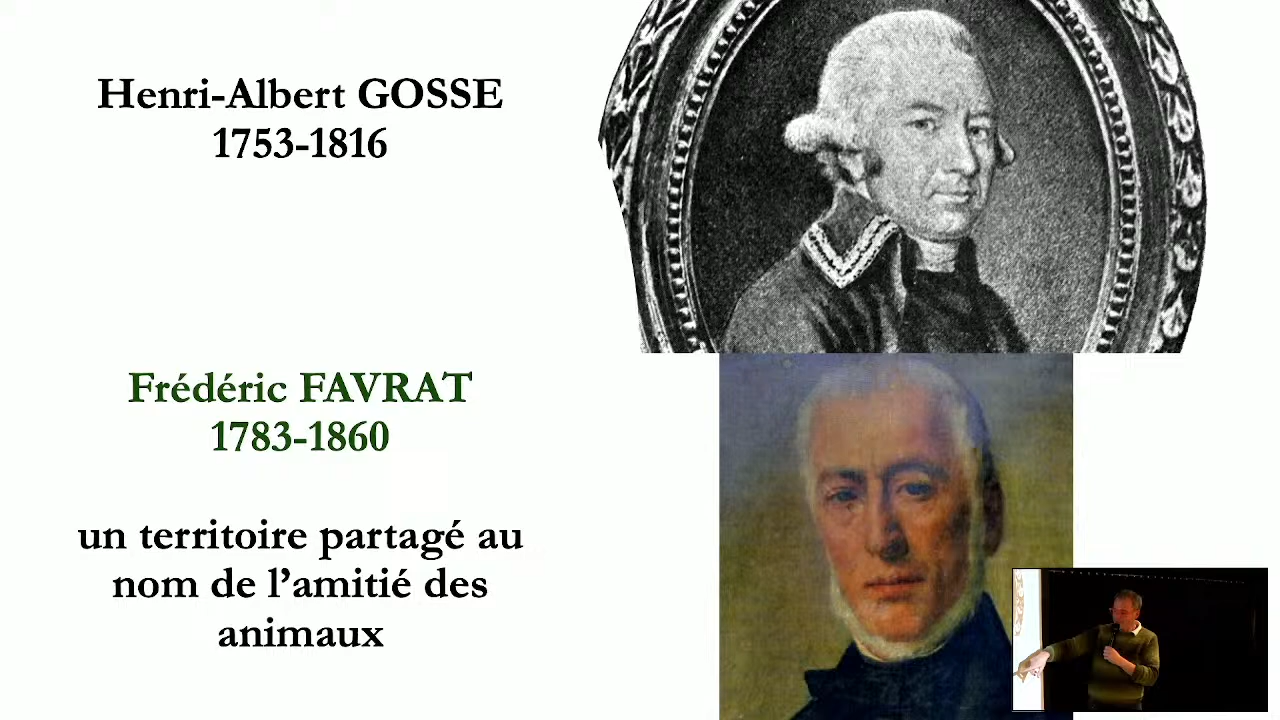 Henri-Albert GOSSE
1753-1816
Frédéric FAVRAT
1783-1860
un territoire partagé au
nom de l’amitié des
animaux